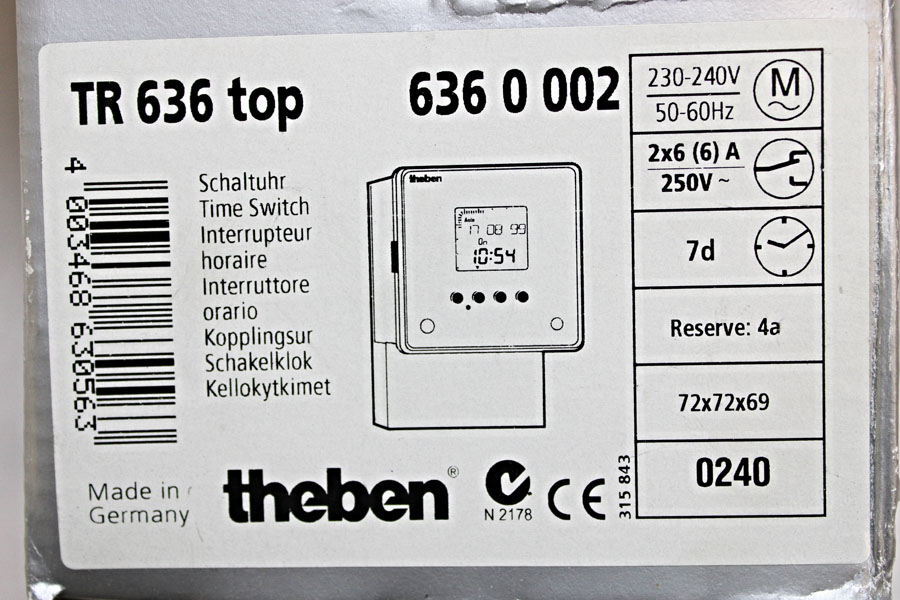 TR 636 top
636 0 002
230-240V
50-60Hz
M
2x6 (6) A
250V ~
7d
Reserve: 4a
72x72x69
0240
4 003468 630563
Schaltuhr
Time Switch
Interrupteur
horaire
Interruttore
orario
Kopplingsur
Schakelklok
Kellokytkimet
theben
Auto
17 08 99
On
10:54
Made in
Germany
theben®
N 2178
CE
315 843